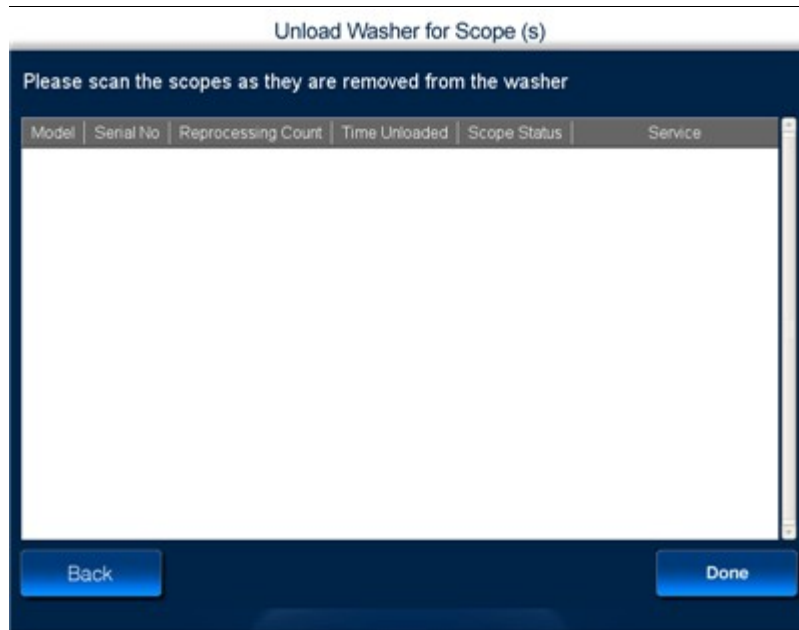 Unload Washer for Scope (s)
Please scan the scopes as they are removed from the washer
Model Serial No Reprocessing Count Time Unloaded Scope Status Service
Back Done